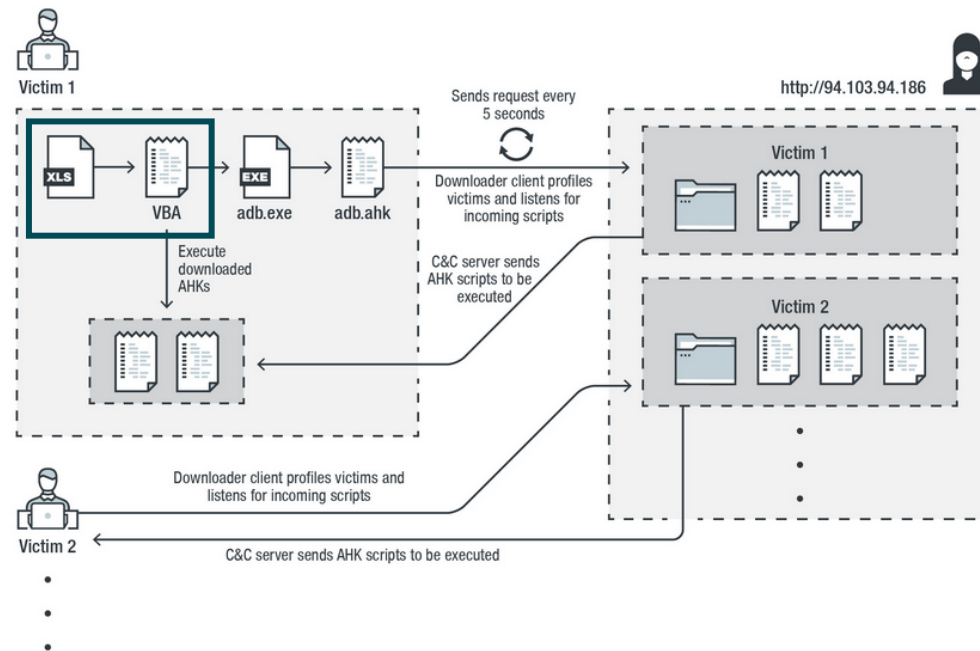 Victim 1
http://94.103.94.186
Sends request every
5 seconds
XLS
VBA
EXE
adb.exe
adb.ahk
Downloader client profiles
victims and listens for
incoming scripts
Victim 1
Execute
downloaded
AHKs
C&C server sends
AHK scripts to be
executed
Victim 2
Downloader client profiles victims and
listens for incoming scripts
Victim 2
C&C server sends AHK scripts to be executed